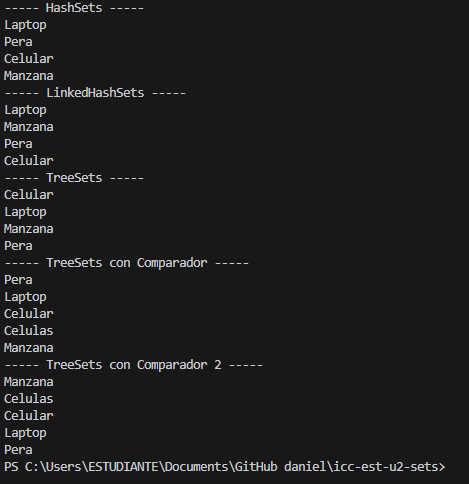 ----- HashSets -----
Laptop
Pera
Celular
Manzana
----- LinkedHashSets -----
Laptop
Manzana
Pera
Celular
----- TreeSets -----
Celular
Laptop
Manzana
Pera
----- TreeSets con Comparador -----
Pera
Laptop
Celular
Celulas
Manzana
----- TreeSets con Comparador 2 -----
Manzana
Celulas
Celular
Laptop
Pera
PS C:\Users\ESTUDIANTE\Documents\GitHub daniel\icc-est-u2-sets>